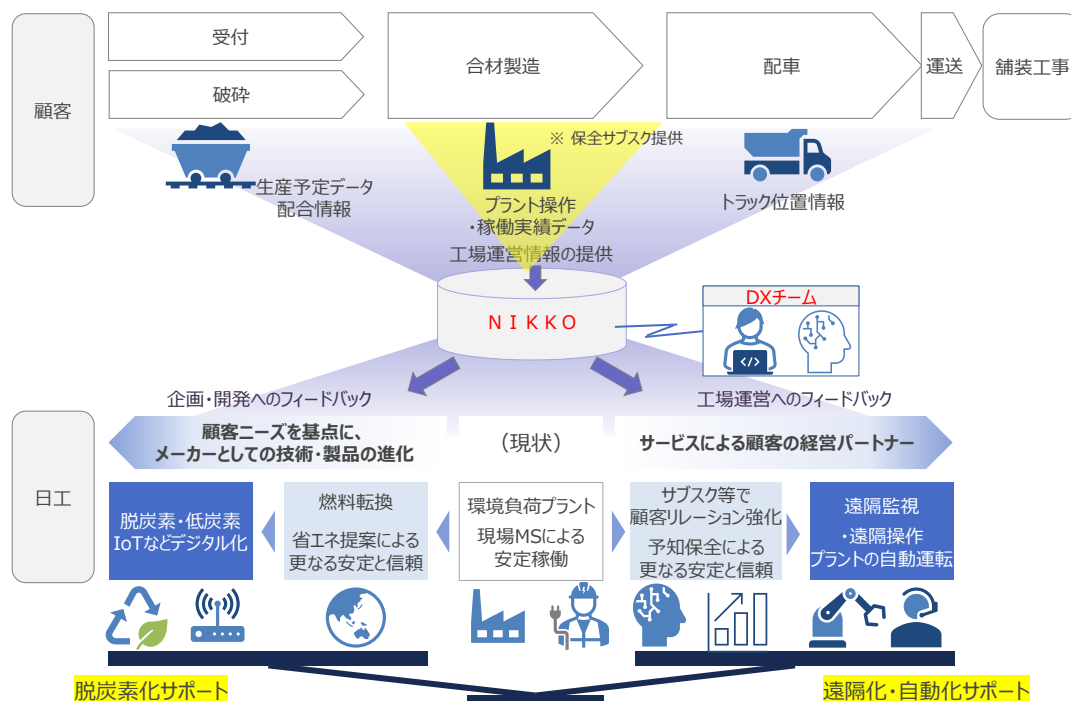 顧客
受付
破砕
合材製造
配車
運送
舗装工事
※ 保全サブスク提供
生産予定データ
配合情報
プラント操作
・稼働実績データ
トラック位置情報
工場運営情報の提供
NIKKO
DXチーム
企画・開発へのフィードバック
工場運営へのフィードバック
日工
顧客ニーズを基点に、
メーカーとしての技術・製品の進化
(現状)
サービスによる顧客の経営パートナー
脱炭素・低炭素
IoTなどデジタル化
燃料転換
省エネ提案による
更なる安定と信頼
環境負荷プラント
現場MSによる
安定稼働
サブスク等で
顧客リレーション強化
予知保全による
更なる安定と信頼
遠隔監視
・遠隔操作
プラントの自動運転
脱炭素化サポート
遠隔化・自動化サポート